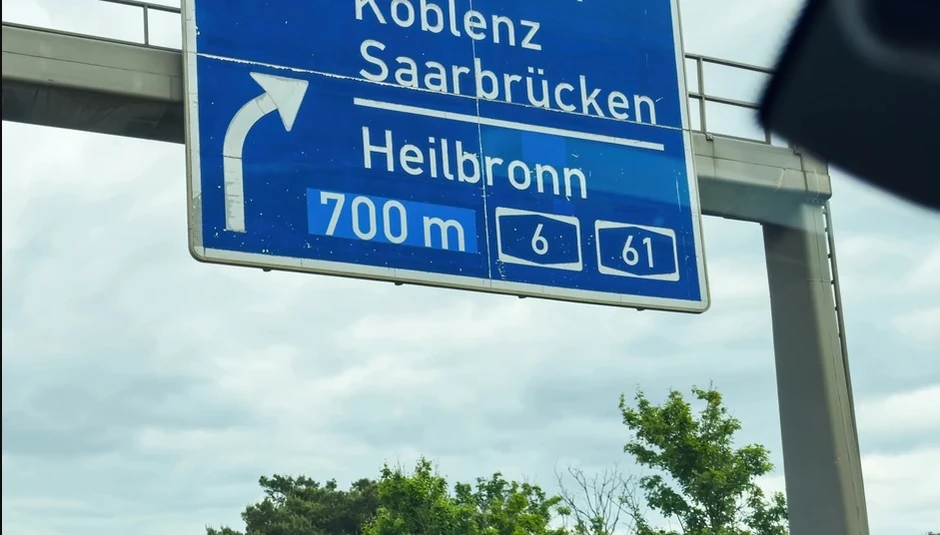 Koblenz
Saarbrücken
Heilbronn
700 m 6 61